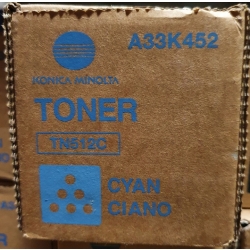 A33K452
KONICA MINOLTA
TONER
TN512C
CYAN
CIANO